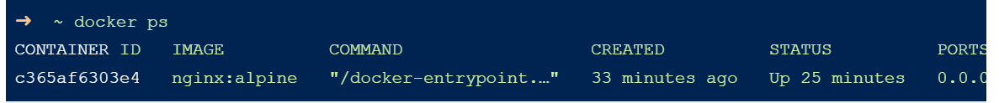 ➜ ~ docker ps
CONTAINER ID IMAGE COMMAND CREATED STATUS PORTS
c365af6303e4 nginx:alpine "/docker-entrypoint.…" 33 minutes ago Up 25 minutes 0.0.0